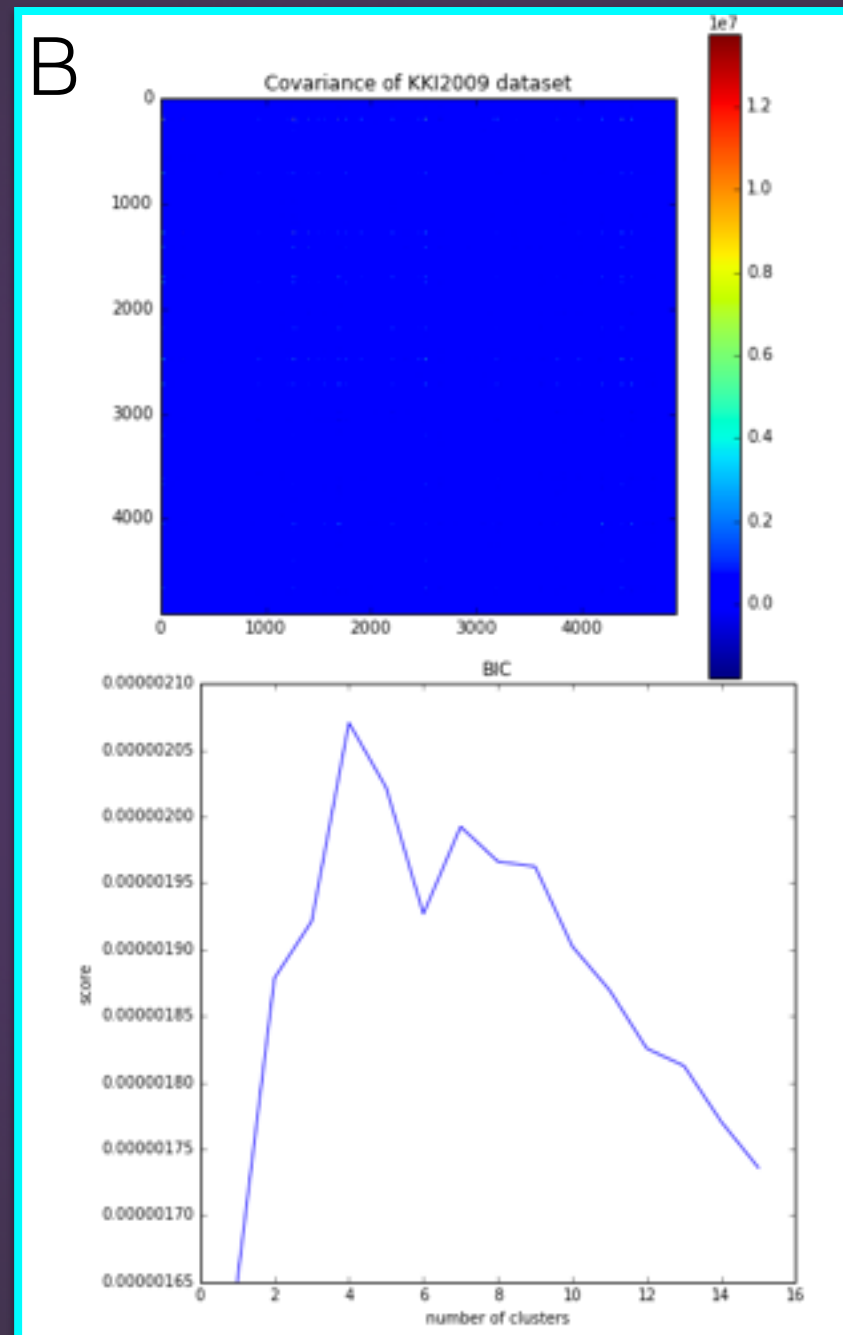 B
1e7
Covariance of KKI2009 dataset
0
1000
2000
3000
4000
0 1000 2000 3000 4000
1.2
1.0
0.8
0.6
0.4
0.2
0.0
BIC
0.00000210
0.00000205
0.00000200
0.00000195
0.00000190
0.00000185
0.00000180
0.00000175
0.00000170
0.00000165
score
0 2 4 6 8 10 12 14 16
number of clusters